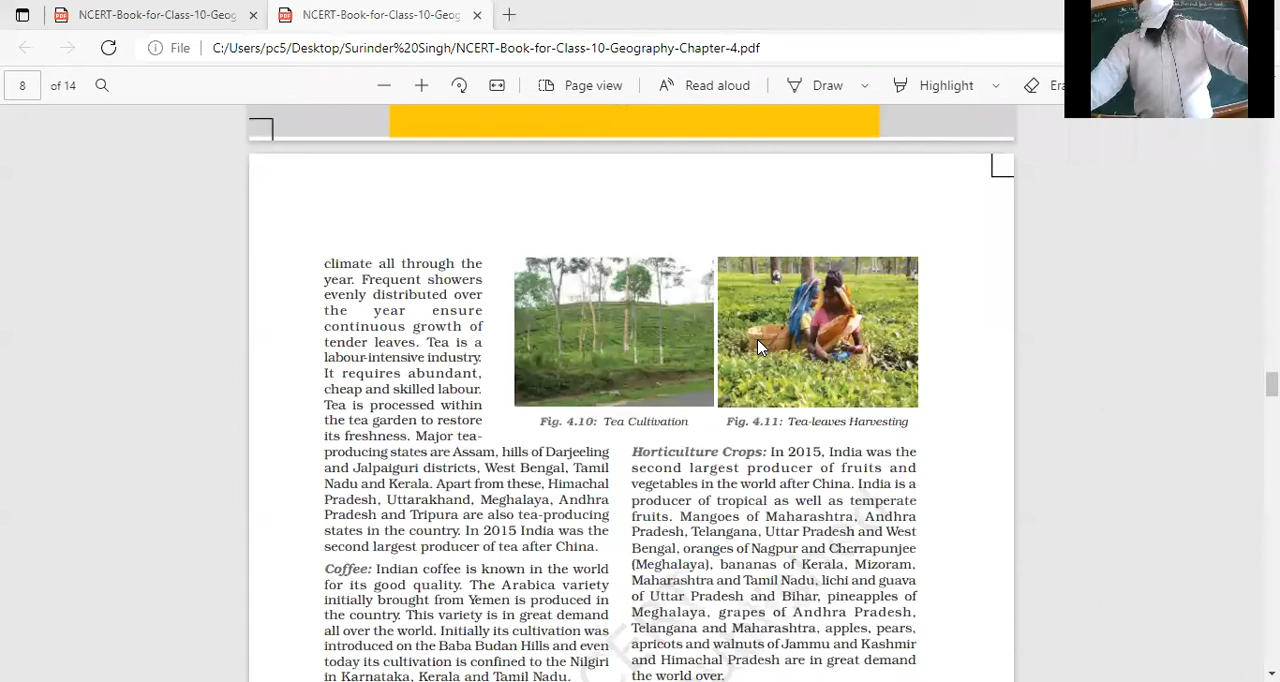 NCERT-Book-for-Class-10-Geog
NCERT-Book-for-Class-10-Geog
File
C:/Users/pc5/Desktop/Surinder%20Singh/NCERT-Book-for-Class-10-Geography-Chapter-4.pdf
8 of 14
Page view
Read aloud
Draw
Highlight
climate all through the
year. Frequent showers
evenly distributed over
the year ensure
continuous growth of
tender leaves. Tea is a
labour-intensive industry.
It requires abundant,
cheap and skilled labour.
Tea is processed within
the tea garden to restore
its freshness. Major tea-
producing states are Assam, hills of Darjeeling
and Jalpaiguri districts, West Bengal, Tamil
Nadu and Kerala. Apart from these, Himachal
Pradesh, Uttarakhand, Meghalaya, Andhra
Pradesh and Tripura are also tea-producing
states in the country. In 2015 India was the
second largest producer of tea after China.
Coffee: Indian coffee is known in the world
for its good quality. The Arabica variety
initially brought from Yemen is produced in
the country. This variety is in great demand
all over the world. Initially its cultivation was
introduced on the Baba Budan Hills and even
today its cultivation is confined to the Nilgiri
in Karnataka, Kerala and Tamil Nadu.
Fig. 4.10: Tea Cultivation
Fig. 4.11: Tea-leaves Harvesting
Horticulture Crops: In 2015, India was the
second largest producer of fruits and
vegetables in the world after China. India is a
producer of tropical as well as temperate
fruits. Mangoes of Maharashtra, Andhra
Pradesh, Telangana, Uttar Pradesh and West
Bengal, oranges of Nagpur and Cherrapunjee
(Meghalaya), bananas of Kerala, Mizoram,
Maharashtra and Tamil Nadu, lichi and guava
of Uttar Pradesh and Bihar, pineapples of
Meghalaya, grapes of Andhra Pradesh,
Telangana and Maharashtra, apples, pears,
apricots and walnuts of Jammu and Kashmir
and Himachal Pradesh are in great demand
the world over.